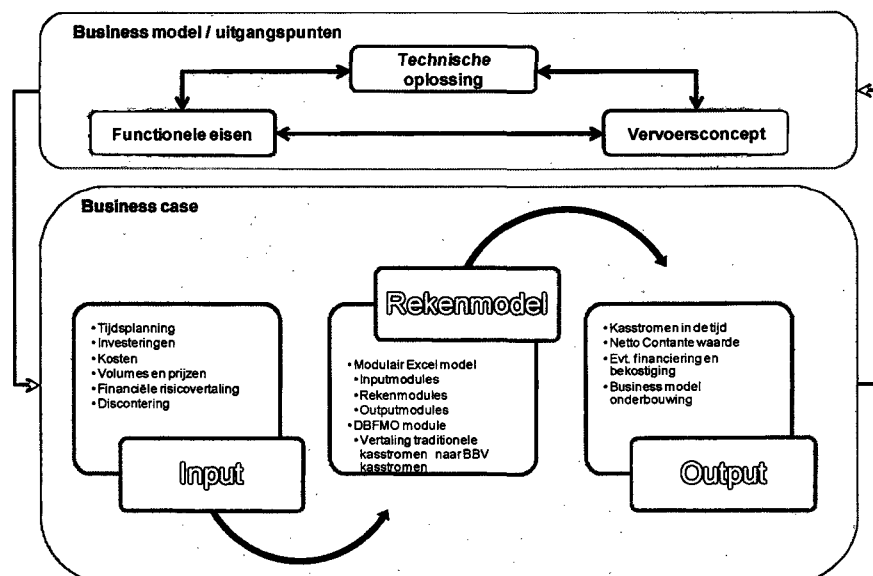 Business model / uitgangspunten
Technische
oplossing
Functionele eisen
Vervoersconcept
Business case
Rekenmodel
• Tijdsplanning
• Investeringen
• Kosten
• Volumes en prijzen
• Financiële risicovertaling
• Discontering
Input
• Modulair Excel model
• Inputmodules
• Rekenmodules
• Outputmodules
• DBFMO module
• Vertaling traditionele
kasstromen naar BBV
kasstromen
• Kasstromen in de tijd
• Netto Contante waarde
• Evt. financiering en
bekostiging
• Business model
onderbouwing
Output